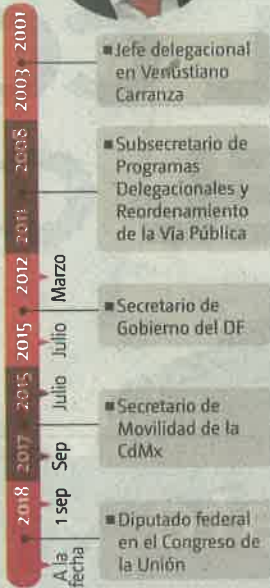 2001
2003
■ Jefe delegacional
en Venustiano
Carranza
2008
2011
■ Subsecretario de
Programas
Delegacionales y
Reordenamiento
de la Vía Pública
2012 Marzo
2015 Julio
■ Secretario de
Gobierno del DF
2015 Julio
2017 Sep
■ Secretario de
Movilidad de la
CdMx
2018 1 sep
A la
fecha
■ Diputado federal
en el Congreso de
la Unión